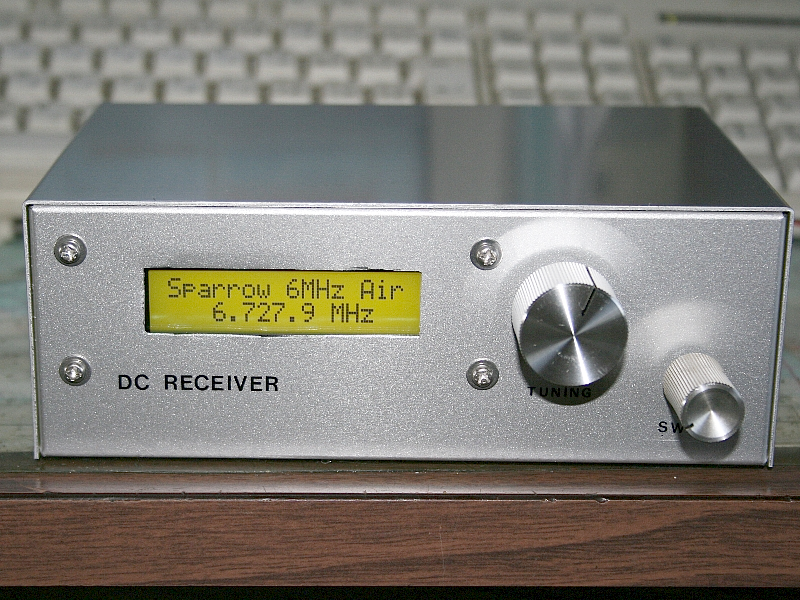 Sparrow 6MHz Air
6.727.9 MHz
DC RECEIVER
TUNING
SW